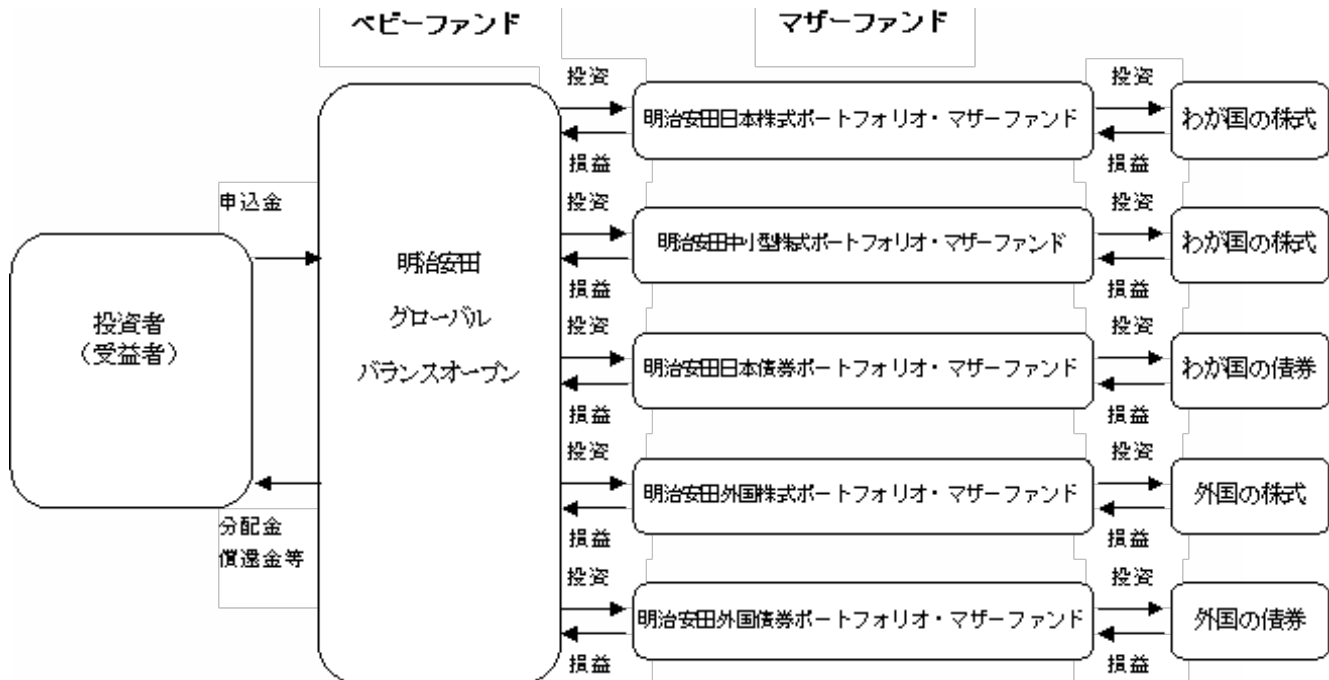 ベビーファンド
マザーファンド
投資者
（受益者）
申込金
分配金
償還金等
明治安田
グローバル
バランスオープン
投資
損益
明治安田日本株式ポートフォリオ・マザーファンド
投資
損益
わが国の株式
投資
損益
明治安田中小型株式ポートフォリオ・マザーファンド
投資
損益
わが国の株式
投資
損益
明治安田日本債券ポートフォリオ・マザーファンド
投資
損益
わが国の債券
投資
損益
明治安田外国株式ポートフォリオ・マザーファンド
投資
損益
外国の株式
投資
損益
明治安田外国債券ポートフォリオ・マザーファンド
投資
損益
外国の債券